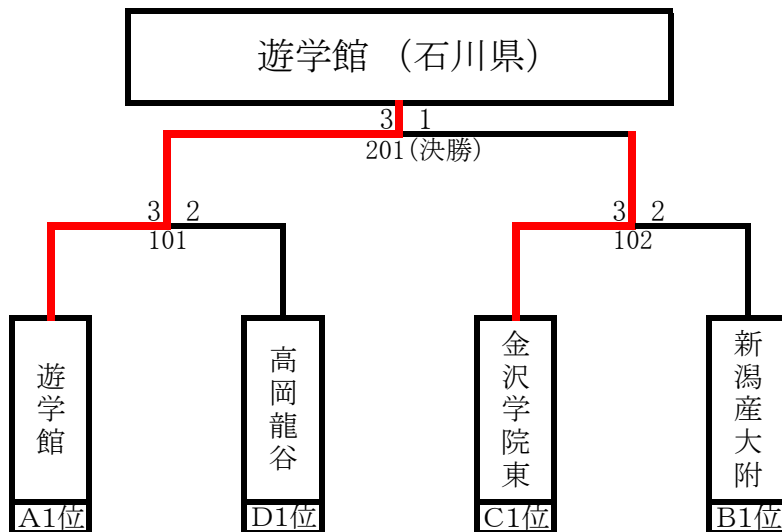 遊学館 （石川県）
3 1
201(決勝)
3 2
101
3 2
102
遊学館
高岡龍谷
金沢学院東
新潟産大附
A1位
D1位
C1位
B1位